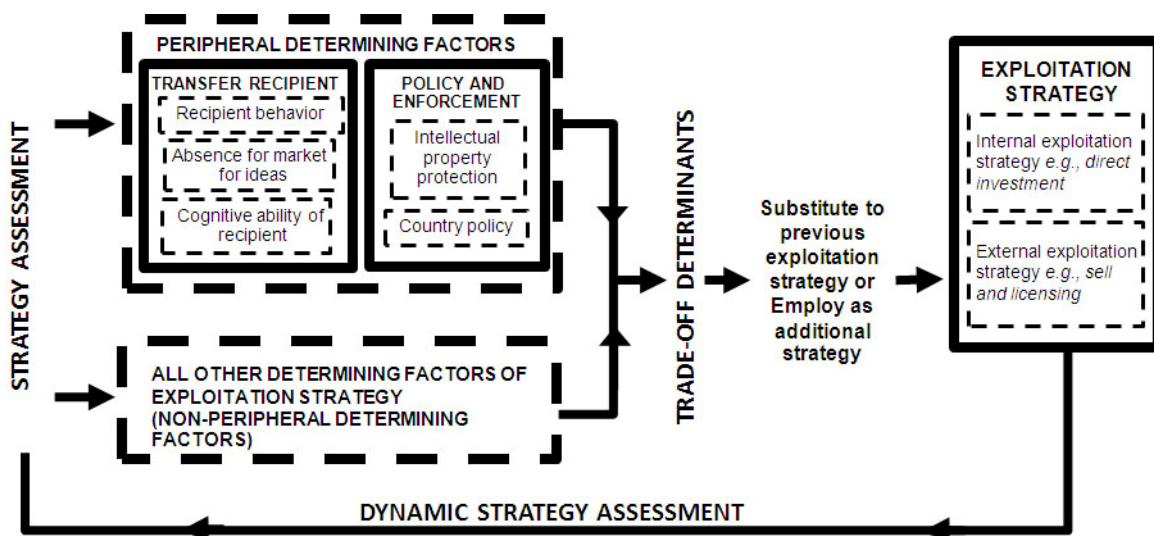 STRATEGY ASSESSMENT
PERIPHERAL DETERMINING FACTORS
TRANSFER RECIPIENT
Recipient behavior
Absence for market
for ideas
Cognitive ability of
recipient
POLICY AND
ENFORCEMENT
Intellectual
property
protection
Country policy
ALL OTHER DETERMINING FACTORS OF
EXPLOITATION STRATEGY
(NON-PERIPHERAL DETERMINING
FACTORS)
TRADE-OFF DETERMINANTS
Substitute to
previous
exploitation
strategy or
Employ as
additional
strategy
EXPLOITATION
STRATEGY
Internal exploitation
strategy e.g., direct
investment
External exploitation
strategy e.g., sell
and licensing
DYNAMIC STRATEGY ASSESSMENT